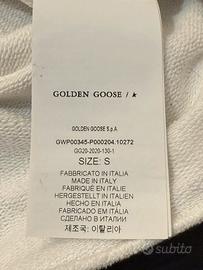 GOLDEN GOOSE / ★
GOLDEN GOOSE S.p.A
GWP00345-P000204.10272
GG20-2020-130-1
SIZE: S
FABBRICATO IN ITALIA
MADE IN ITALY
FABRIQUÉ EN ITALIE
HERGESTELLT IN ITALIEN
HECHO EN ITALIA
FABRICADO EM ITÁLIA
СДЕЛАНО В ИТАЛИИ
제조국: 이탈리아
subito